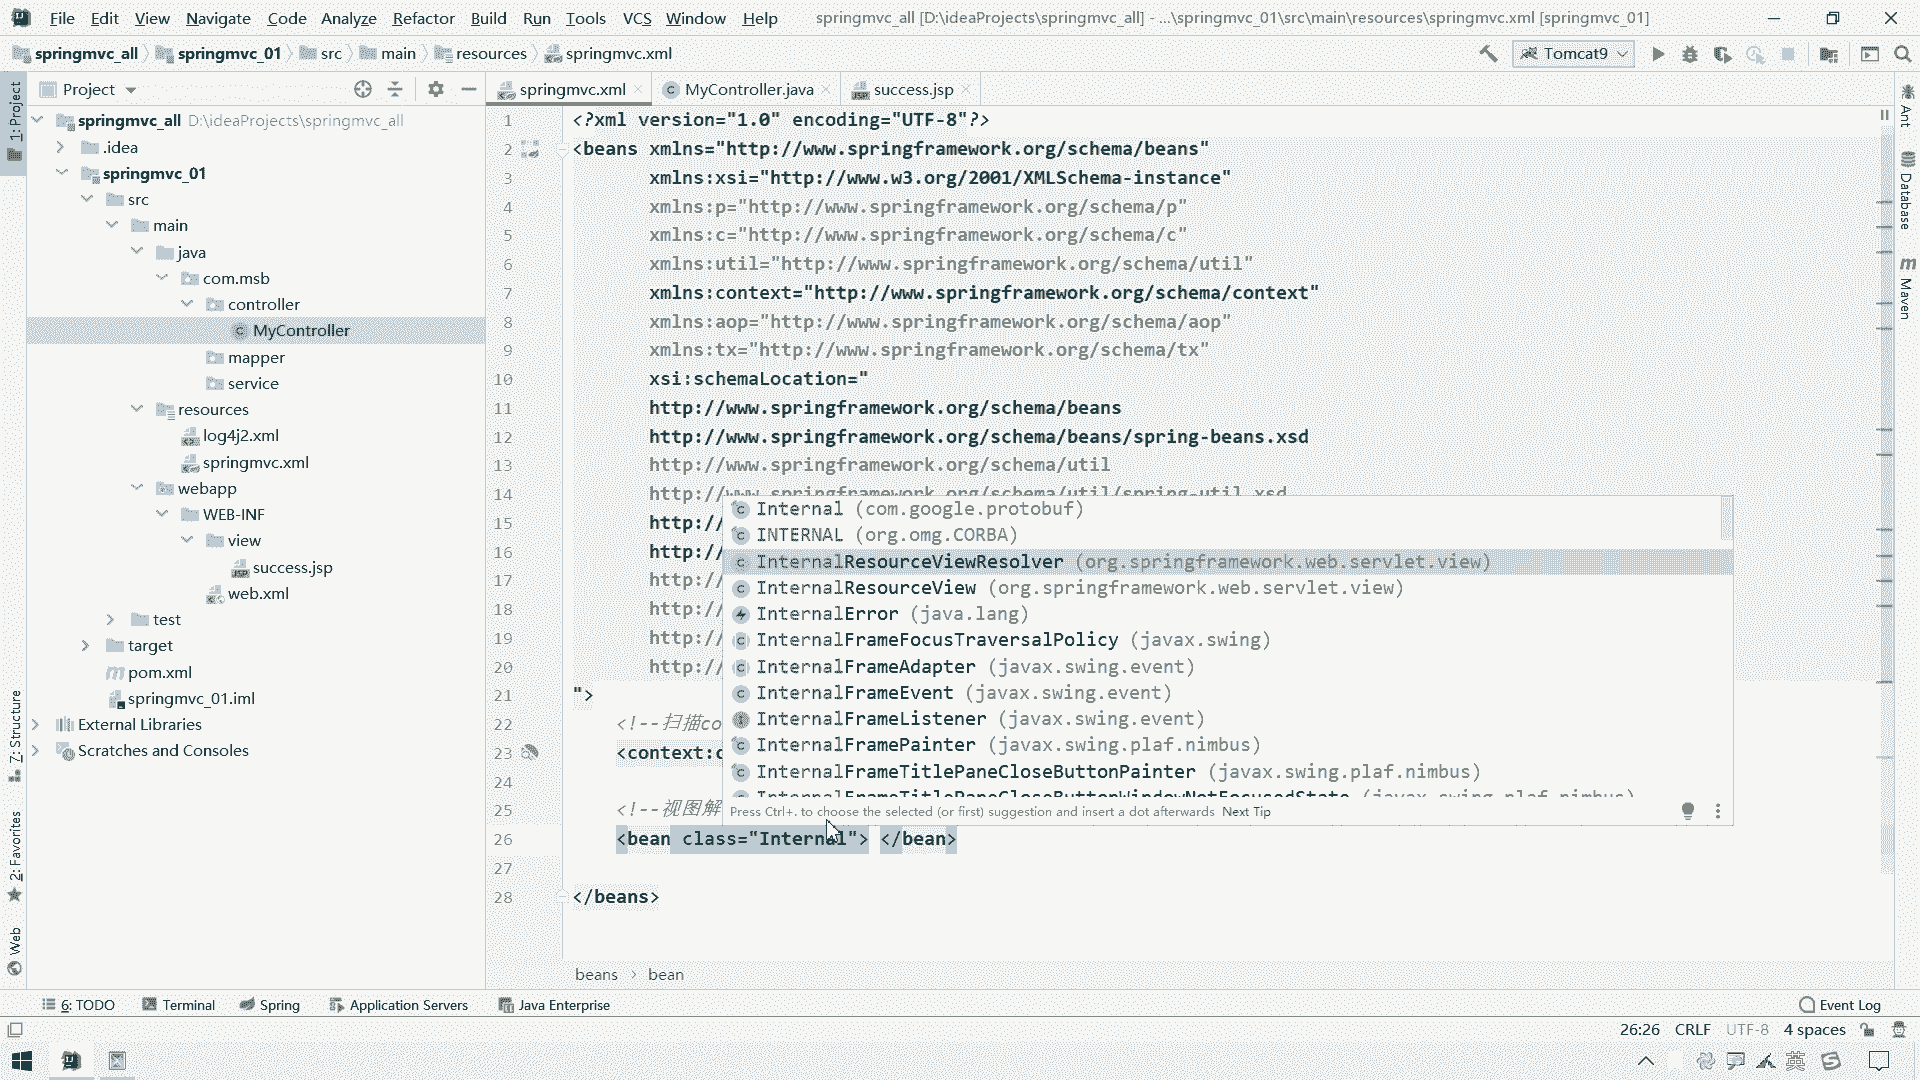 File Edit View Navigate Code Analyze Refactor Build Run Tools VCS Window Help springmvc_all [D:\ideaProjects\springmvc_all] - ...\springmvc_01\src\main\resources\springmvc.xml [springmvc_01]
springmvc_all springmvc_01 src main resources springmvc.xml Tomcat9
1: Project
Project
springmvc.xml MyController.java success.jsp
springmvc_all D:\ideaProjects\springmvc_all
.idea
springmvc_01
src
main
java
com.msb
controller
MyController
mapper
service
resources
log4j2.xml
springmvc.xml
webapp
WEB-INF
view
success.jsp
web.xml
test
target
pom.xml
springmvc_01.iml
External Libraries
Scratches and Consoles
1 <?xml version="1.0" encoding="UTF-8"?>
2 <beans xmlns="http://www.springframework.org/schema/beans"
3 xmlns:xsi="http://www.w3.org/2001/XMLSchema-instance"
4 xmlns:p="http://www.springframework.org/schema/p"
5 xmlns:c="http://www.springframework.org/schema/c"
6 xmlns:util="http://www.springframework.org/schema/util"
7 xmlns:context="http://www.springframework.org/schema/context"
8 xmlns:aop="http://www.springframework.org/schema/aop"
9 xmlns:tx="http://www.springframework.org/schema/tx"
10 xsi:schemaLocation="
11 http://www.springframework.org/schema/beans
12 http://www.springframework.org/schema/beans/spring-beans.xsd
13 http://www.springframework.org/schema/util
14 http://www.springframework.org/schema/util/spring-util.xsd
15 http:/
16 http:/
17 http:/
18 http:/
19 http:/
20 http:/
21 ">
22 <!--扫描co
23 <context:c
24
25 <!--视图解
26 <bean class="Internal"> </bean>
27
28 </beans>
Internal (com.google.protobuf)
INTERNAL (org.omg.CORBA)
InternalResourceViewResolver (org.springframework.web.servlet.view)
InternalResourceView (org.springframework.web.servlet.view)
InternalError (java.lang)
InternalFrameFocusTraversalPolicy (javax.swing)
InternalFrameAdapter (javax.swing.event)
InternalFrameEvent (javax.swing.event)
InternalFrameListener (javax.swing.event)
InternalFramePainter (javax.swing.plaf.nimbus)
InternalFrameTitlePaneCloseButtonPainter (javax.swing.plaf.nimbus)
InternalFrameTitlePaneCloseButtonWindowNotFocusedState (javax.swing.plaf.nimbus)
Press Ctrl+. to choose the selected (or first) suggestion and insert a dot afterwards Next Tip
beans > bean
Ant
Database
Maven
Z: Structure
2: Favorites
Web
6: TODO Terminal Spring Application Servers Java Enterprise Event Log
26:26 CRLF UTF-8 4 spaces
英